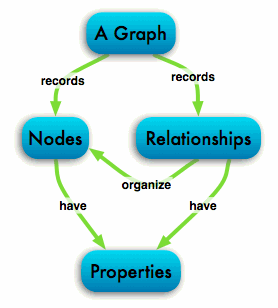 A Graph
records
records
Nodes
Relationships
organize
have
have
Properties